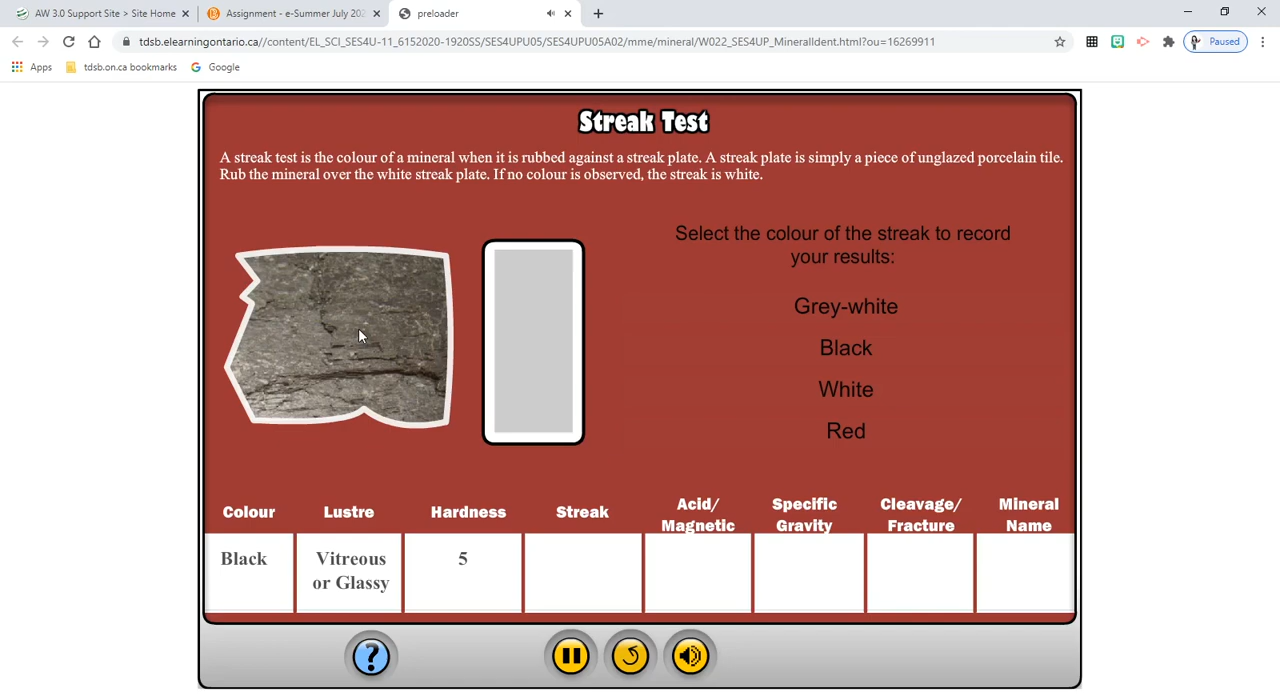 AW 3.0 Support Site > Site Home
Assignment - e-Summer July 202
preloader
tdsb.elearningontario.ca//content/EL_SCI_SES4U-11_6152020-1920SS/SES4UPU05/SES4UPU05A02/mme/mineral/W022_SES4UP_MineralIdent.html?ou=16269911
Paused
Apps
tdsb.on.ca bookmarks
Google
Streak Test
A streak test is the colour of a mineral when it is rubbed against a streak plate. A streak plate is simply a piece of unglazed porcelain tile.
Rub the mineral over the white streak plate. If no colour is observed, the streak is white.
Select the colour of the streak to record
your results:
Grey-white
Black
White
Red
Colour
Lustre
Hardness
Streak
Acid/
Magnetic
Specific
Gravity
Cleavage/
Fracture
Mineral
Name
Black
Vitreous
or Glassy
5
?